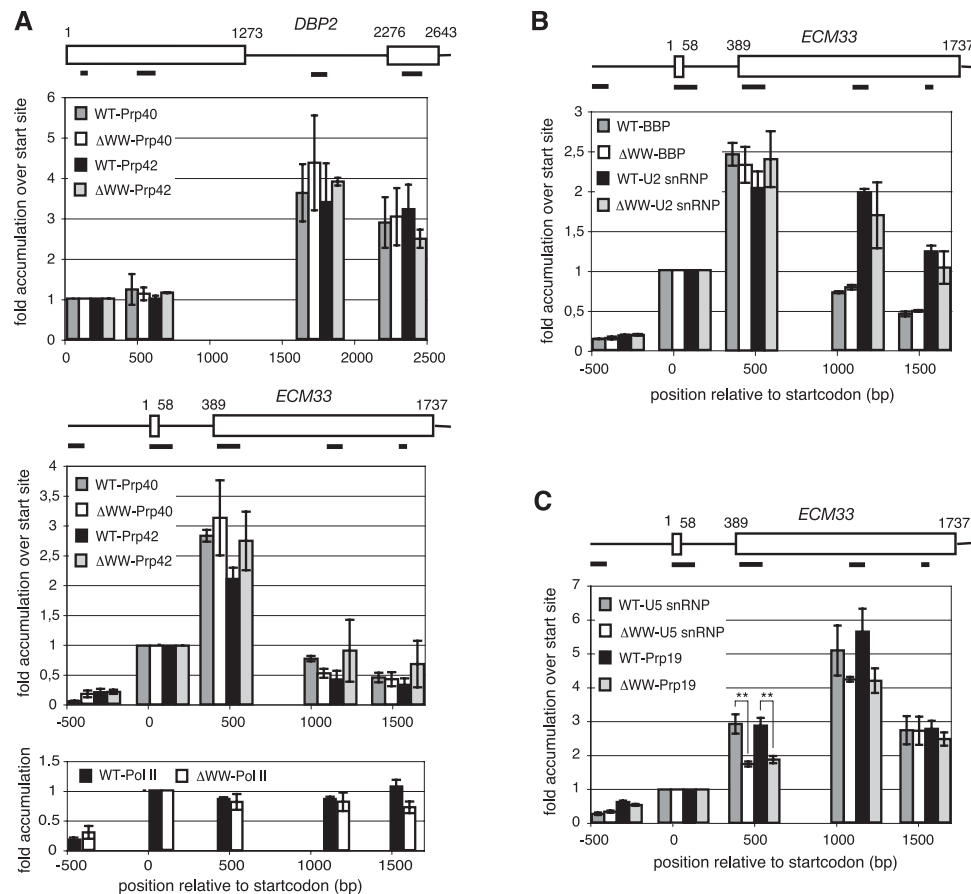 A
DBP2
1 1273 2276 2643
fold accumulation over start site
6
5
4
3
2
1
0
WT-Prp40
ΔWW-Prp40
WT-Prp42
ΔWW-Prp42
0 500 1000 1500 2000 2500
ECM33
1 58 389 1737
fold accumulation over start site
4
3,5
3
2,5
2
1,5
1
0,5
0
WT-Prp40
ΔWW-Prp40
WT-Prp42
ΔWW-Prp42
-500 0 500 1000 1500
fold accumulation
1,5
1
0,5
0
WT-Pol II ΔWW-Pol II
-500 0 500 1000 1500
position relative to startcodon (bp)
B
ECM33
1 58 389 1737
fold accumulation over start site
3
2,5
2
1,5
1
0,5
0
WT-BBP
ΔWW-BBP
WT-U2 snRNP
ΔWW-U2 snRNP
-500 0 500 1000 1500
position relative to startcodon (bp)
C
ECM33
1 58 389 1737
fold accumulation over start site
7
6
5
4
3
2
1
0
WT-U5 snRNP
ΔWW-U5 snRNP
WT-Prp19
ΔWW-Prp19
** **
-500 0 500 1000 1500
position relative to startcodon (bp)